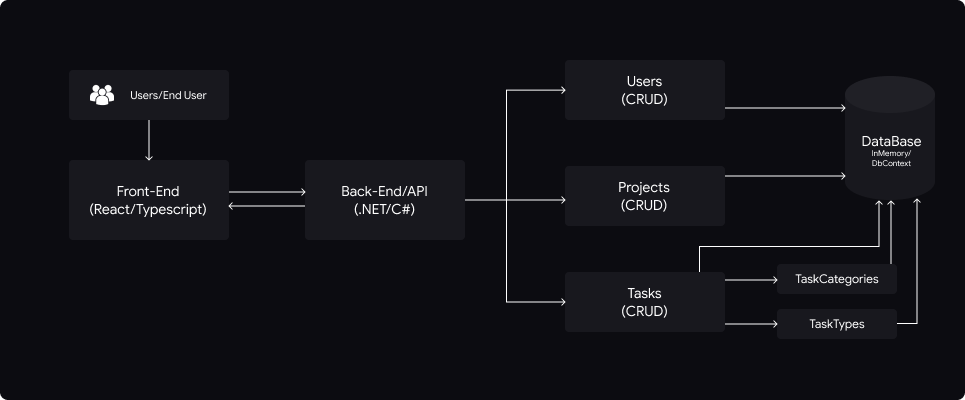 Users/End User
Front-End
(React/Typescript)
Back-End/API
(.NET/C#)
Users
(CRUD)
Projects
(CRUD)
Tasks
(CRUD)
DataBase
InMemory/
DbContext
TaskCategories
TaskTypes